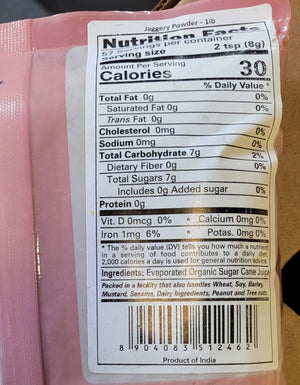 Jaggery Powder - 1lb
Nutrition Facts
57 servings per container
serving size 2 tsp (8g)
Amount Per Serving
Calories 30
% Daily Value *
Total Fat 0g 0%
Saturated Fat 0g 0%
Trans Fat 0g
Cholesterol 0mg 0%
Sodium 0mg 0%
Total Carbohydrate 7g 2%
Dietary Fiber 0g 0%
Total Sugars 7g
Includes 0g Added sugar 0%
Protein 0g
Vit. D 0mcg 0% * Calcium 0mg 0%
Iron 1mg 6% * Potas. 0mg 0%
* The % daily value (DV) tells you how much a nutrient
in a serving of food contributes to a daily diet.
2,000 calories a day is used for general nutrition advice.
Ingredients: Evaporated Organic Sugar Cane Juice
Packed in a facility that also handles Wheat, Soy, Barley,
Mustard, Sesame, Dairy Ingredients, Peanut and Tree nuts
8 904083 512462
Product of India